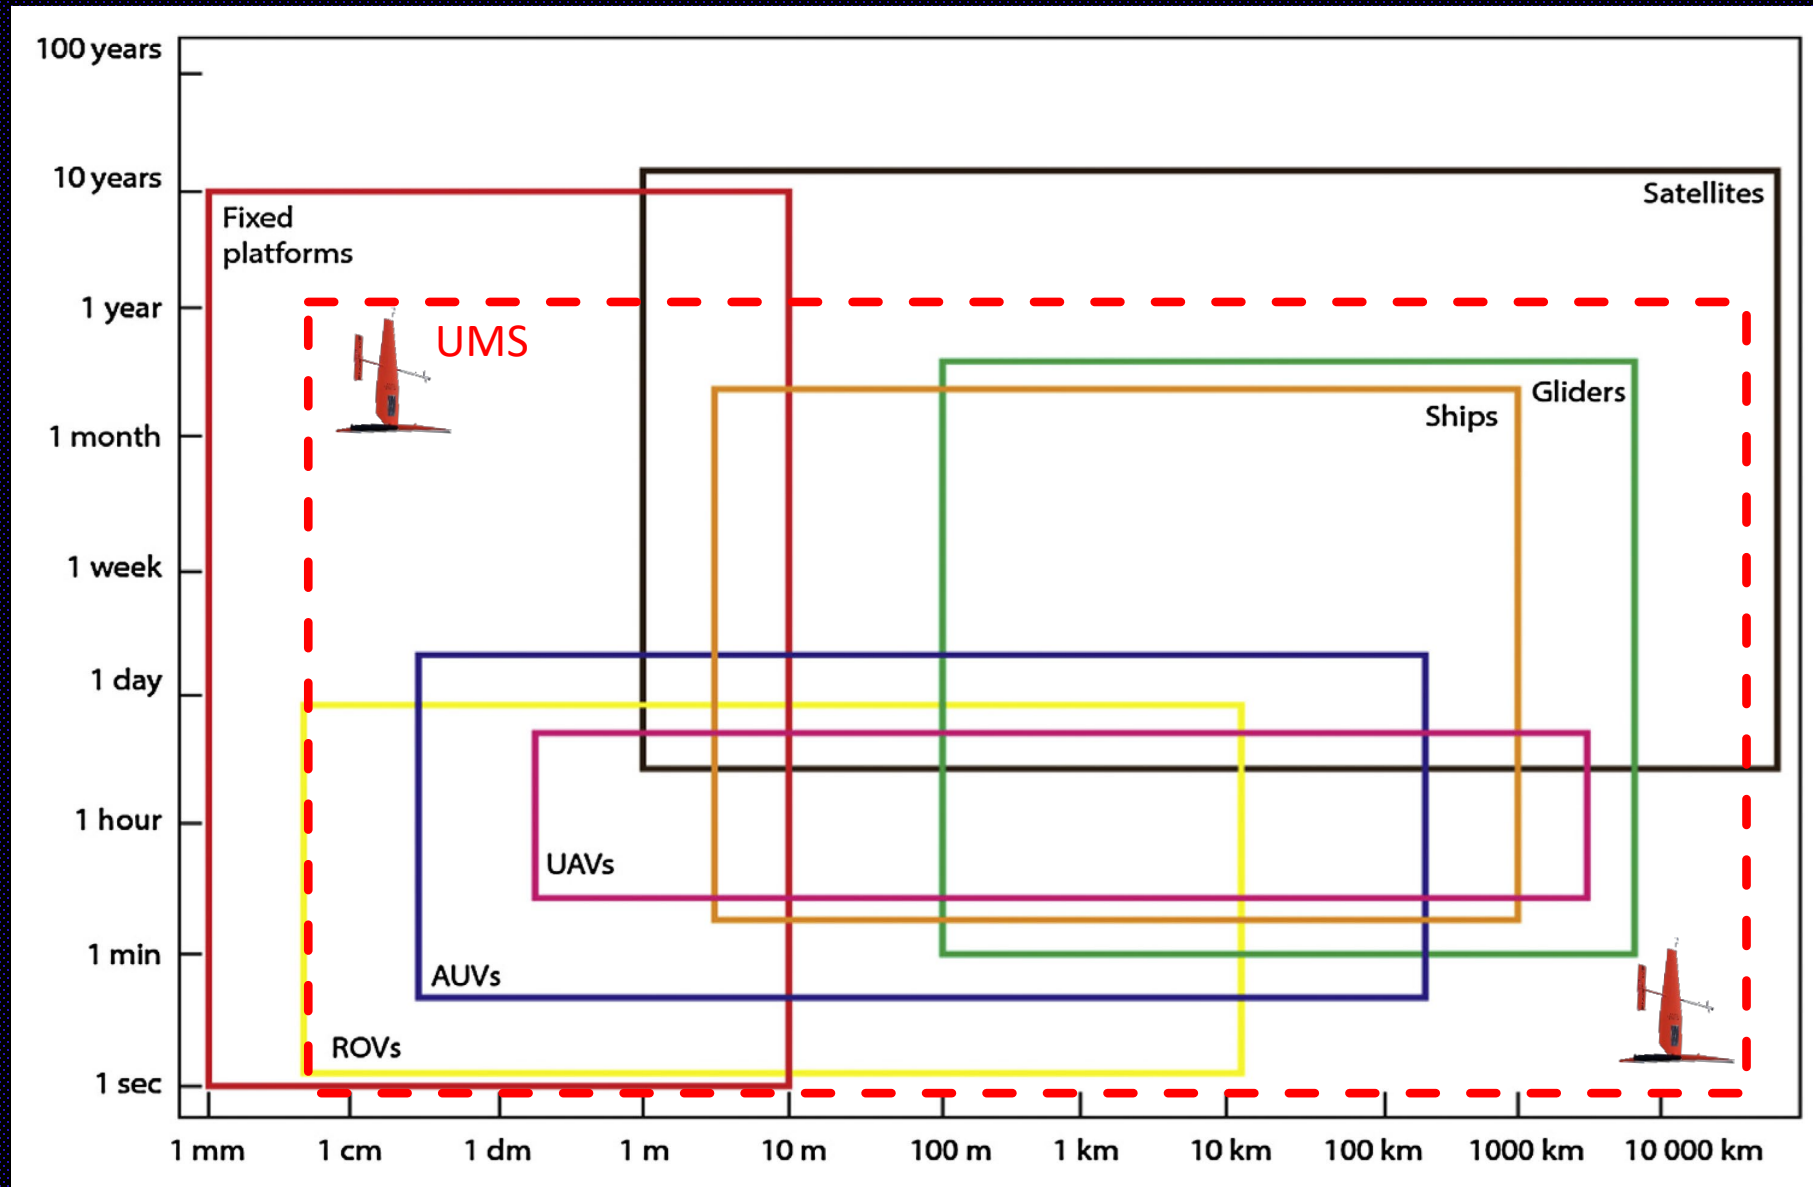 100 years
10 years
Satellites
Fixed
platforms
1 year
UMS
Gliders
Ships
1 month
1 week
1 day
1 hour
UAVs
1 min
AUVs
ROVs
1 sec
1 mm 1 cm 1 dm 1 m 10 m 100 m 1 km 10 km 100 km 1000 km 10 000 km